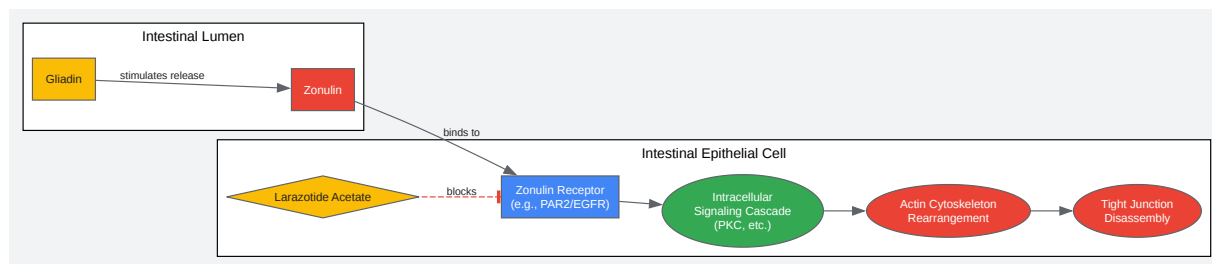 Intestinal Lumen
Gliadin
stimulates release
Zonulin
binds to
Intestinal Epithelial Cell
Larazotide Acetate
blocks
Zonulin Receptor
(e.g., PAR2/EGFR)
Intracellular
Signaling Cascade
(PKC, etc.)
Actin Cytoskeleton
Rearrangement
Tight Junction
Disassembly